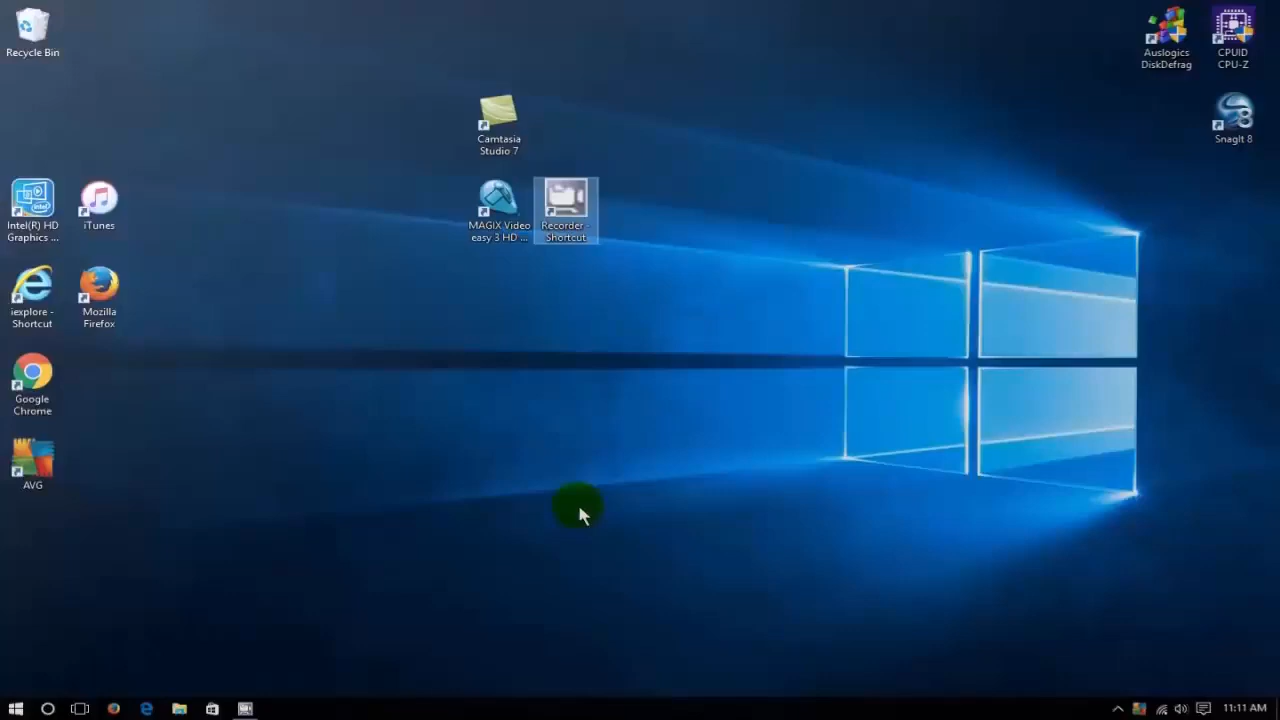 Recycle Bin
Auslogics
DiskDefrag
CPUID
CPU-Z
Camtasia
Studio 7
8
SnagIt 8
Intel(R) HD
Graphics ...
iTunes
MAGIX Video
easy 3 HD ...
Recorder -
Shortcut
iexplore -
Shortcut
Mozilla
Firefox
Google
Chrome
AVG
11:11 AM